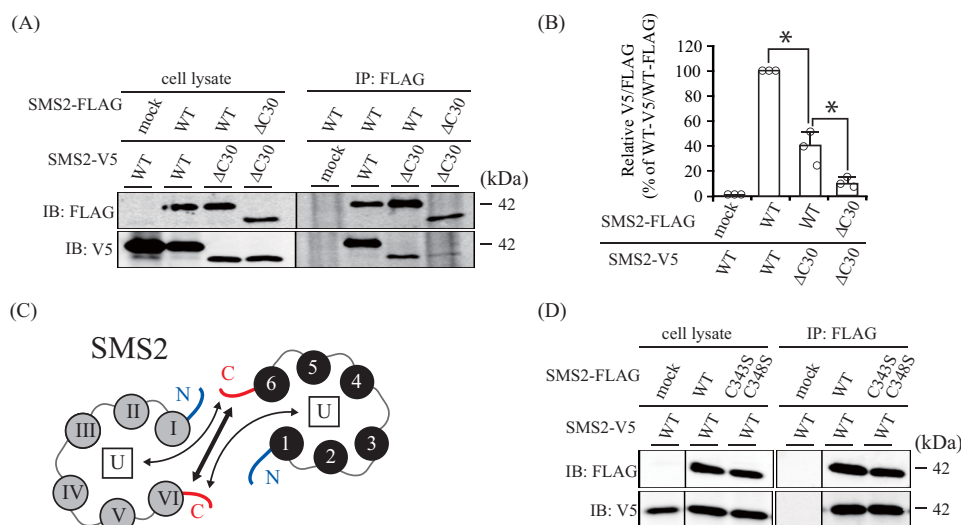 (A)
cell lysate IP: FLAG
SMS2-FLAG mock WT WT ΔC30 WT WT WT ΔC30
SMS2-V5 WT WT ΔC30 ΔC30 mock WT ΔC30 ΔC30
(kDa)
IB: FLAG 42
IB: V5 42
(B)
Relative V5/FLAG
(% of WT-V5/WT-FLAG)
120
100
80
60
40
20
0
* *
SMS2-FLAG mock WT WT ΔC30
SMS2-V5 WT WT ΔC30 ΔC30
(C)
SMS2
N C 6 5 4
II I U
III U 1 2 3
N
IV V VI C
(D)
cell lysate IP: FLAG
SMS2-FLAG mock WT C343S C348S mock WT C343S C348S
SMS2-V5 WT WT WT WT WT WT
(kDa)
IB: FLAG 42
IB: V5 42